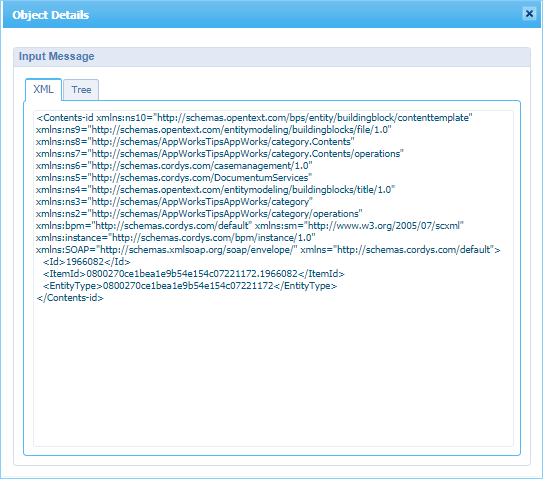 Object Details
Input Message
XML
Tree
<Contents-id xmlns:ns10="http://schemas.opentext.com/bps/entity/buildingblock/contenttemplate"
xmlns:ns9="http://schemas.opentext.com/entitymodeling/buildingblocks/file/1.0"
xmlns:ns8="http://schemas/AppWorksTipsAppWorks/category.Contents"
xmlns:ns7="http://schemas/AppWorksTipsAppWorks/category.Contents/operations"
xmlns:ns6="http://schemas.cordys.com/casemanagement/1.0"
xmlns:ns5="http://schemas.cordys.com/DocumentumServices"
xmlns:ns4="http://schemas.opentext.com/entitymodeling/buildingblocks/title/1.0"
xmlns:ns3="http://schemas/AppWorksTipsAppWorks/category"
xmlns:ns2="http://schemas/AppWorksTipsAppWorks/category/operations"
xmlns:bpm="http://schemas.cordys.com/default" xmlns:sm="http://www.w3.org/2005/07/scxml"
xmlns:instance="http://schemas.cordys.com/bpm/instance/1.0"
xmlns:SOAP="http://schemas.xmlsoap.org/soap/envelope/" xmlns="http://schemas.cordys.com/default">
<Id>1966082</Id>
<ItemId>0800270ce1bea1e9b54e154c07221172.1966082</ItemId>
<EntityType>0800270ce1bea1e9b54e154c07221172</EntityType>
</Contents-id>